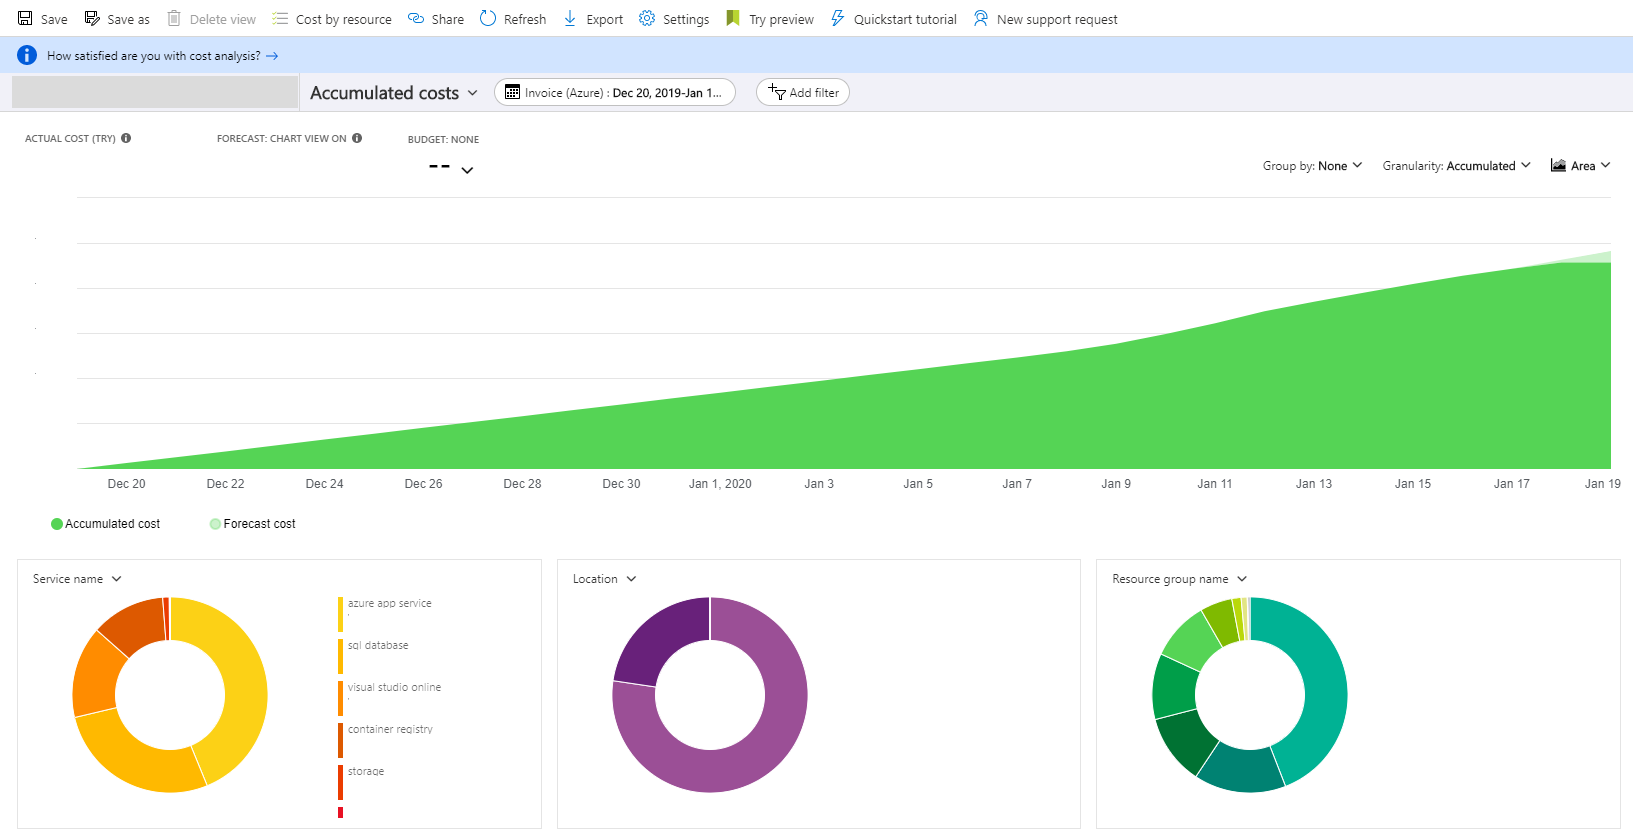 Save Save as Delete view Cost by resource Share Refresh Export Settings Try preview Quickstart tutorial New support request
How satisfied are you with cost analysis? →
Accumulated costs Invoice (Azure) : Dec 20, 2019-Jan 1... Add filter
ACTUAL COST (TRY) FORECAST: CHART VIEW ON BUDGET: NONE
--
Group by: None Granularity: Accumulated Area
Dec 20 Dec 22 Dec 24 Dec 26 Dec 28 Dec 30 Jan 1, 2020 Jan 3 Jan 5 Jan 7 Jan 9 Jan 11 Jan 13 Jan 15 Jan 17 Jan 19
Accumulated cost Forecast cost
Service name
azure app service
sql database
visual studio online
container registry
storage
Location
Resource group name